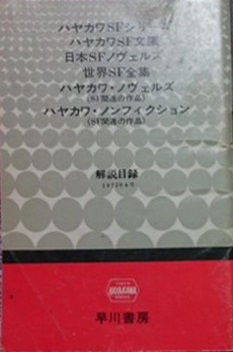 ハヤカワSFシリーズ
ハヤカワSF文庫
日本SFノヴェルズ
世界SF全集
ハヤカワ・ノヴェルズ
(SF関連の作品)
ハヤカワ・ノンフィクション
(SF関連の作品)
解説目録
HAYAKAWA
早川書房